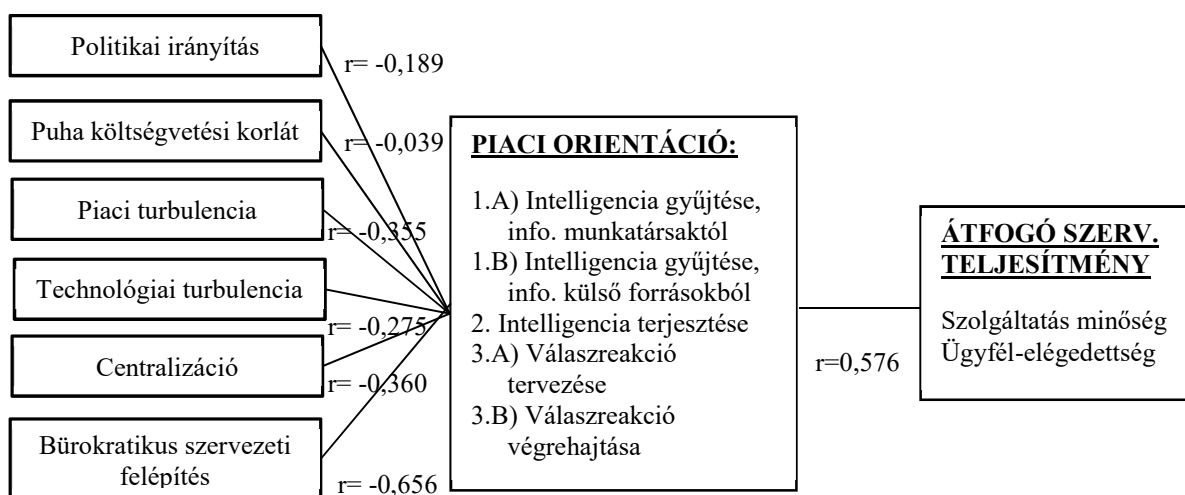 Politikai irányítás
r= -0,189
Puha költségvetési korlát
r= -0,039
Piaci turbulencia
r= -0,355
Technológiai turbulencia
r= -0,275
Centralizáció
r= -0,360
Bürokratikus szervezeti
felépítés
r= -0,656
PIACI ORIENTÁCIÓ:
1.A) Intelligencia gyűjtése,
info. munkatársaktól
1.B) Intelligencia gyűjtése,
info. külső forrásokból
2. Intelligencia terjesztése
3.A) Válaszreakció
tervezése
3.B) Válaszreakció
végrehajtása
r=0,576
ÁTFOGÓ SZERV.
TELJESÍTMÉNY
Szolgáltatás minőség
Ügyfél-elégedettség